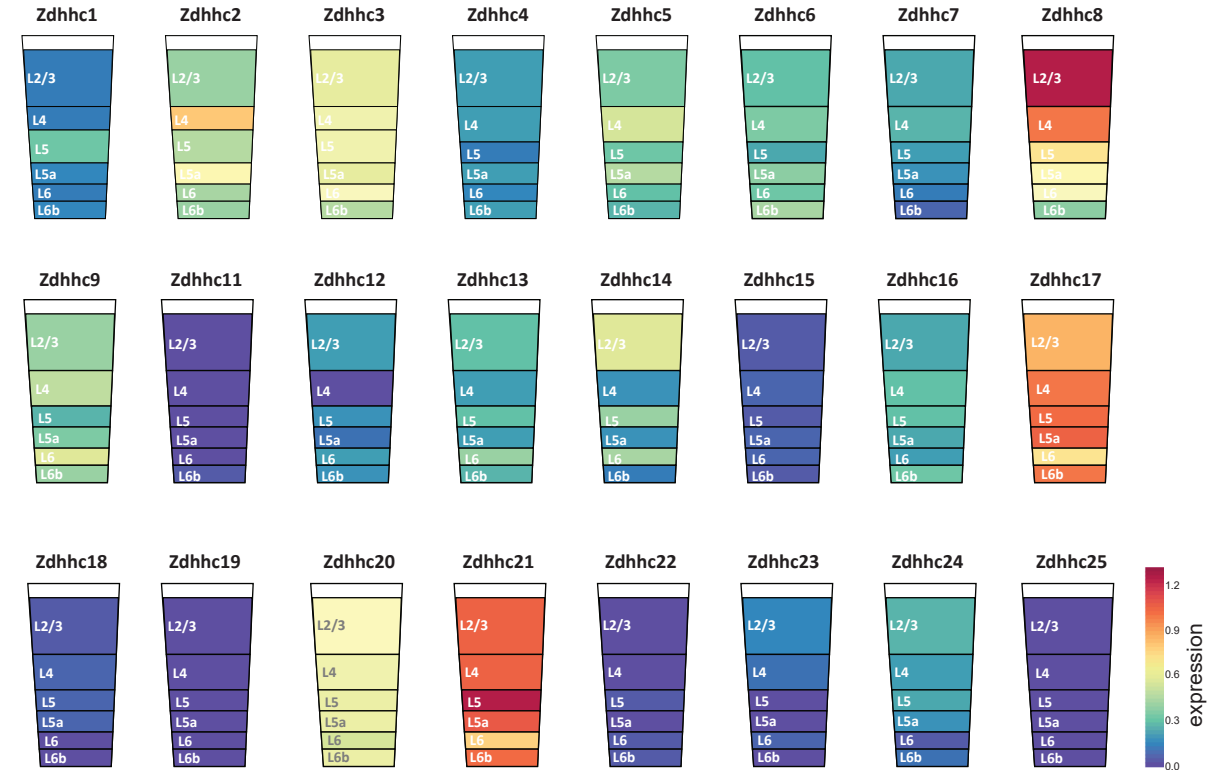 Zdhhc1 Zdhhc2 Zdhhc3 Zdhhc4 Zdhhc5 Zdhhc6 Zdhhc7 Zdhhc8
L2/3 L2/3 L2/3 L2/3 L2/3 L2/3 L2/3 L2/3
L4 L4 L4 L4 L4 L4 L4 L4
L5 L5 L5 L5 L5 L5 L5 L5
L5a L5a L5a L5a L5a L5a L5a L5a
L6 L6 L6 L6 L6 L6 L6 L6
L6b L6b L6b L6b L6b L6b L6b L6b
Zdhhc9 Zdhhc11 Zdhhc12 Zdhhc13 Zdhhc14 Zdhhc15 Zdhhc16 Zdhhc17
L2/3 L2/3 L2/3 L2/3 L2/3 L2/3 L2/3 L2/3
L4 L4 L4 L4 L4 L4 L4 L4
L5 L5 L5 L5 L5 L5 L5 L5
L5a L5a L5a L5a L5a L5a L5a L5a
L6 L6 L6 L6 L6 L6 L6 L6
L6b L6b L6b L6b L6b L6b L6b L6b
Zdhhc18 Zdhhc19 Zdhhc20 Zdhhc21 Zdhhc22 Zdhhc23 Zdhhc24 Zdhhc25
L2/3 L2/3 L2/3 L2/3 L2/3 L2/3 L2/3 L2/3
L4 L4 L4 L4 L4 L4 L4 L4
L5 L5 L5 L5 L5 L5 L5 L5
L5a L5a L5a L5a L5a L5a L5a L5a
L6 L6 L6 L6 L6 L6 L6 L6
L6b L6b L6b L6b L6b L6b L6b L6b
1.2
0.9
0.6
0.3
0.0
expression